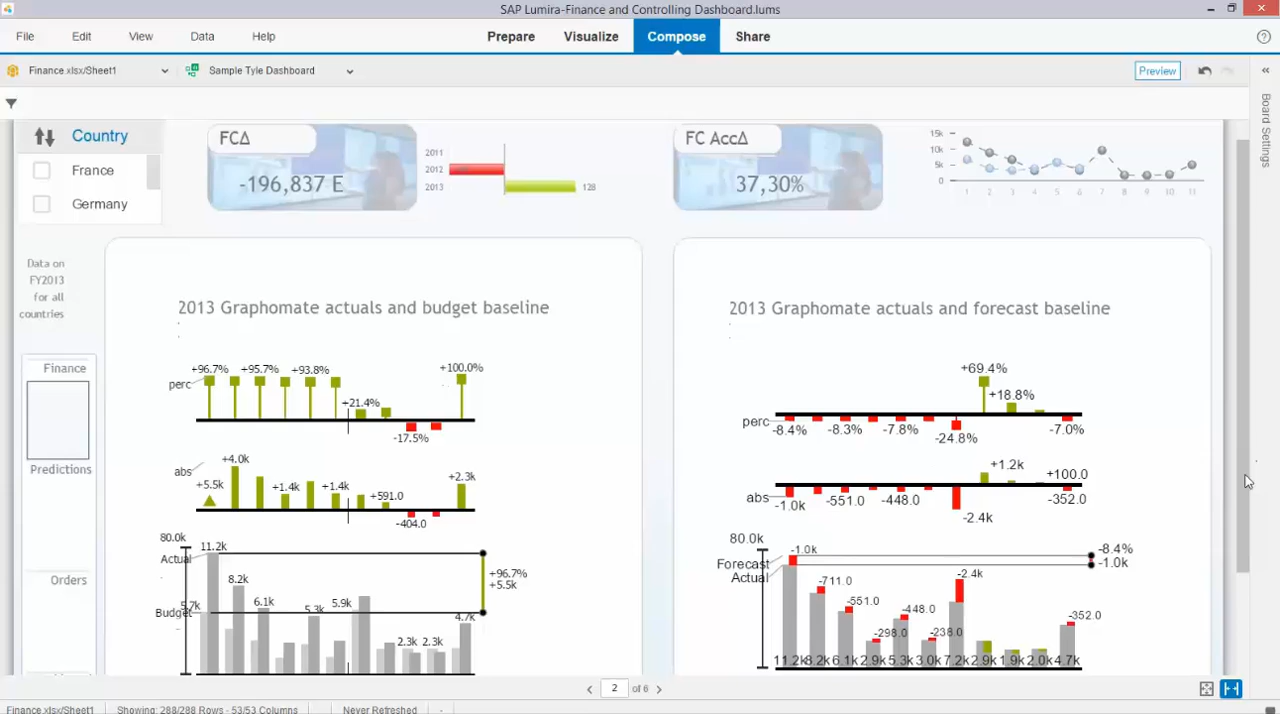 SAP Lumira-Finance and Controlling Dashboard.lums
File Edit View Data Help Prepare Visualize Compose Share
Finance.xlsx/Sheet1 Sample Tyle Dashboard Preview
Board Settings
Country
France
Germany
FCΔ
-196,837 E
2011
2012
2013
128
FC AccΔ
37,30%
15k
10k
5k
0
1 2 3 4 5 6 7 8 9 10 11
Data on
FY2013
for all
countries
Finance
Predictions
Orders
2013 Graphomate actuals and budget baseline
perc
+96.7% +95.7% +93.8% +21.4% -17.5% +100.0%
abs
+5.5k +4.0k +1.4k +1.4k +591.0 -404.0 +2.3k
80.0k
Actual
Budget
11.2k 8.2k 6.1k 5.3k 5.9k 2.3k 2.3k 4.7k
5.7k
+96.7%
+5.5k
2013 Graphomate actuals and forecast baseline
perc
-8.4% -8.3% -7.8% -24.8% +69.4% +18.8% -7.0%
abs
-1.0k -551.0 -448.0 -2.4k +1.2k +100.0 -352.0
80.0k
Forecast
Actual
-1.0k -711.0 -551.0 -298.0 -448.0 -238.0 -2.4k -352.0
-8.4%
-1.0k
11.2k 8.2k 6.1k 2.9k 5.3k 3.0k 7.2k 2.9k 1.9k 2.0k 4.7k
2 of 6
Finance.xlsx/Sheet1 Showing: 288/288 Rows - 53/53 Columns Never Refreshed -